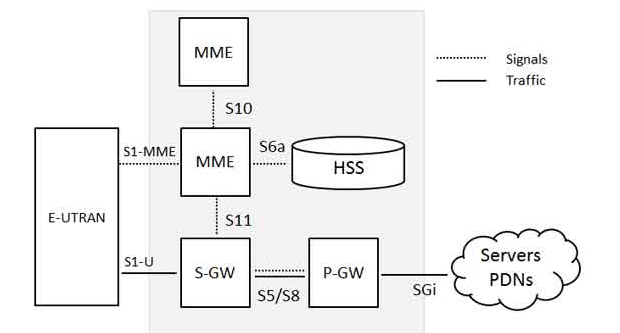 MME
Signals
Traffic
S10
S1-MME
MME
S6a
HSS
E-UTRAN
S11
S1-U
S-GW
S5/S8
P-GW
SGi
Servers
PDNs